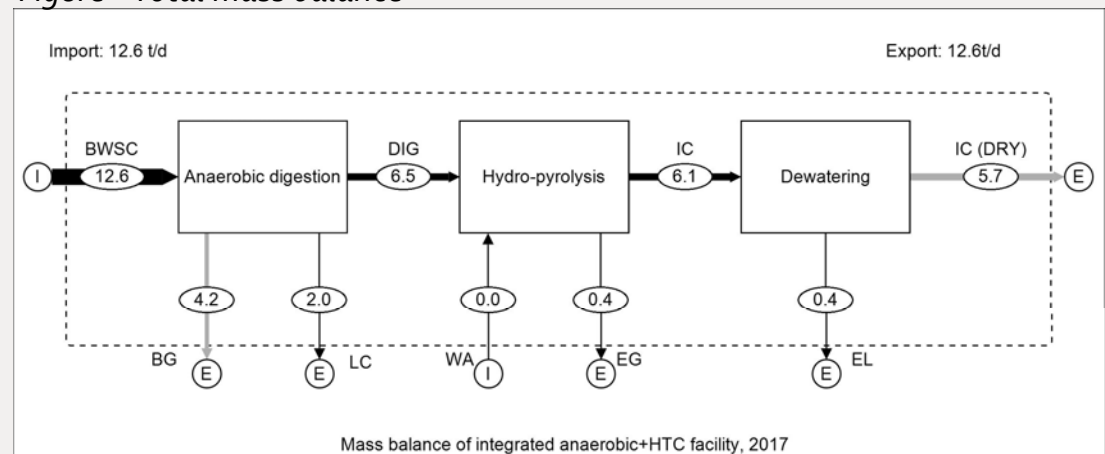 Figure Total mass balance
Import: 12.6 t/d
Export: 12.6t/d
BWSC
DIG
IC
IC (DRY)
I
12.6
Anaerobic digestion
6.5
Hydro-pyrolysis
6.1
Dewatering
5.7
E
4.2
2.0
0.0
0.4
0.4
BG
E
E
LC
WA
I
E
EG
E
EL
Mass balance of integrated anaerobic+HTC facility, 2017